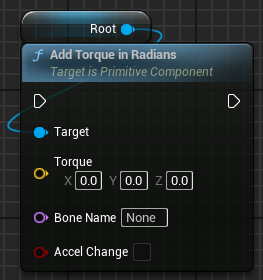 Root
f Add Torque in Radians
Target is Primitive Component
Target
Torque
X 0.0 Y 0.0 Z 0.0
Bone Name None
Accel Change